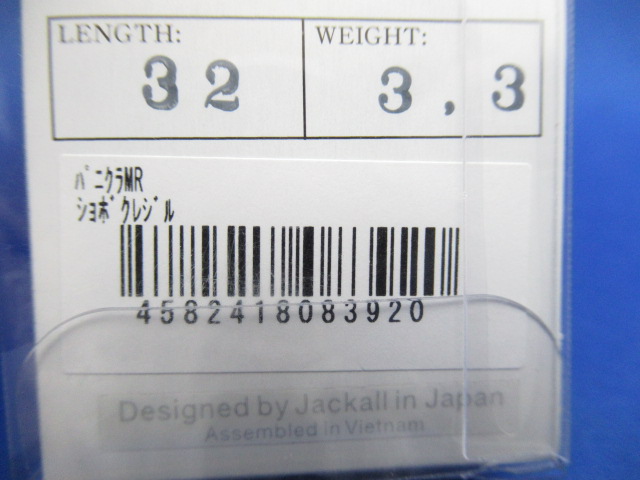 LENGTH: WEIGHT:
32 3,3
ﾊﾟﾆｸﾗMR
ｼｮﾎﾞｸﾚｼﾞﾙ
4582418083920
Designed by Jackall in Japan
Assembled in Vietnam